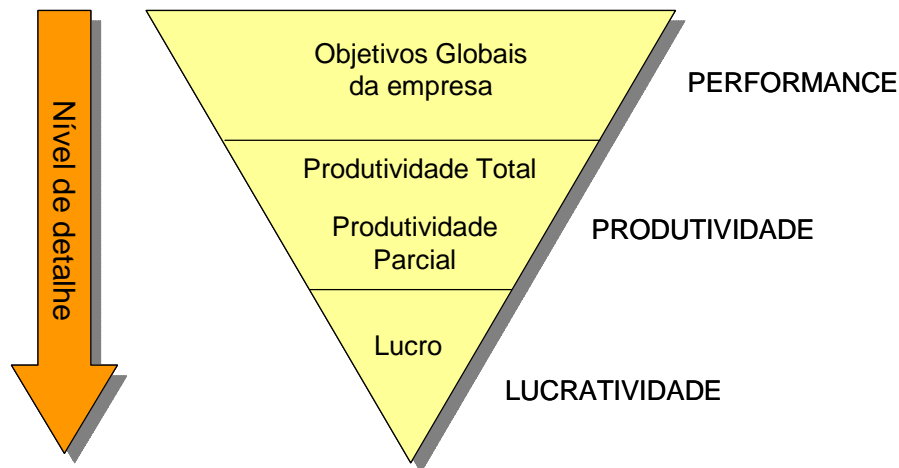 Objetivos Globais
da empresa
PERFORMANCE
Nível de detalhe
Produtividade Total
Produtividade
Parcial
PRODUTIVIDADE
Lucro
LUCRATIVIDADE